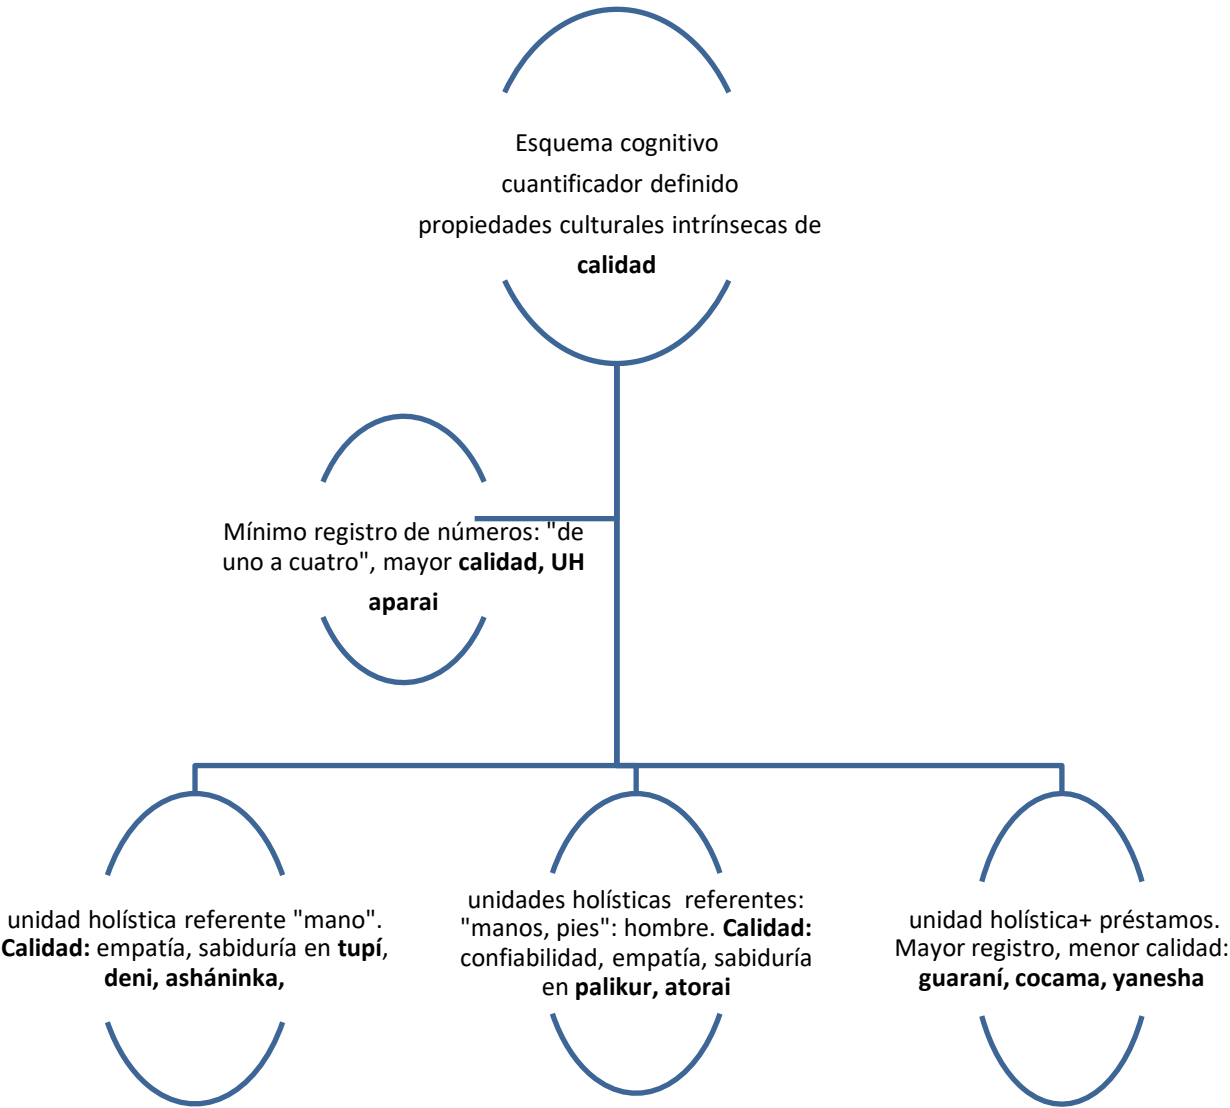 Esquema cognitivo
cuantificador definido
propiedades culturales intrínsecas de
calidad
Mínimo registro de números: "de
uno a cuatro", mayor calidad, UH
aparai
unidad holística referente "mano".
Calidad: empatía, sabiduría en tupí,
deni, asháninka,
unidades holísticas  referentes:
"manos, pies": hombre. Calidad:
confiabilidad, empatía, sabiduría
en palikur, atorai
unidad holística+ préstamos.
Mayor registro, menor calidad:
guaraní, cocama, yanesha